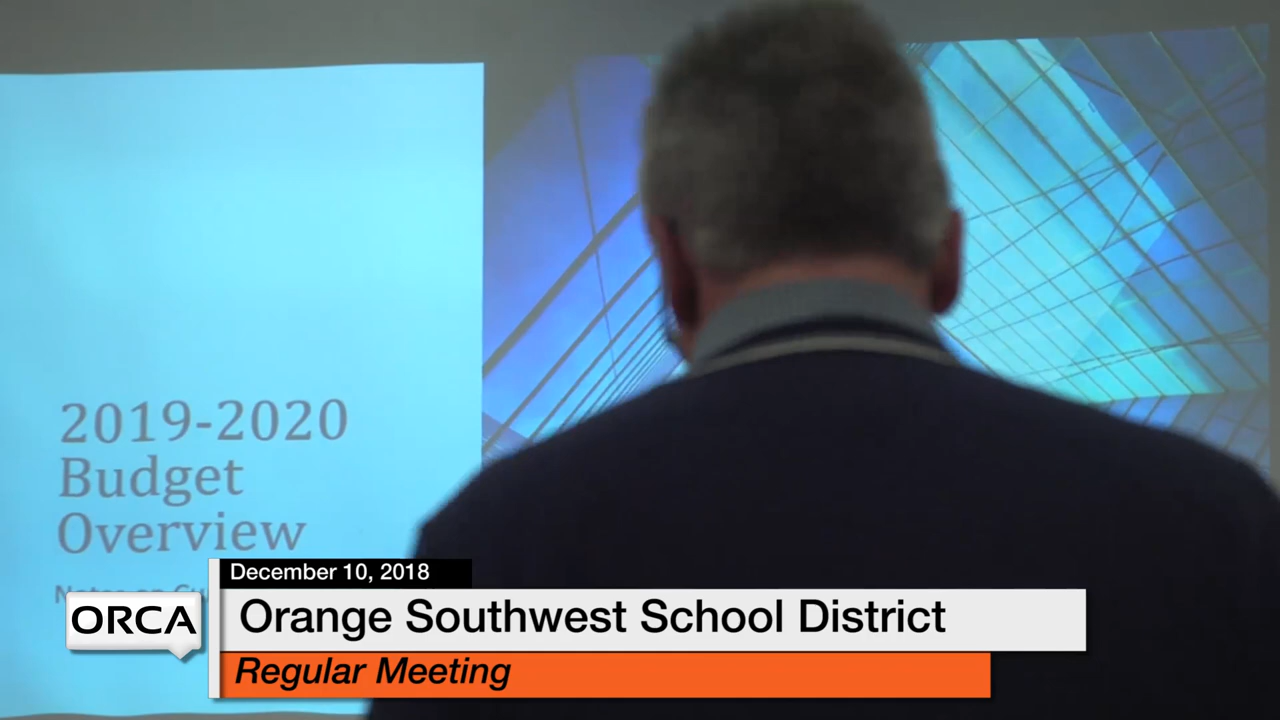 2019-2020
Budget
Overview
December 10, 2018
ORCA
Orange Southwest School District
Regular Meeting